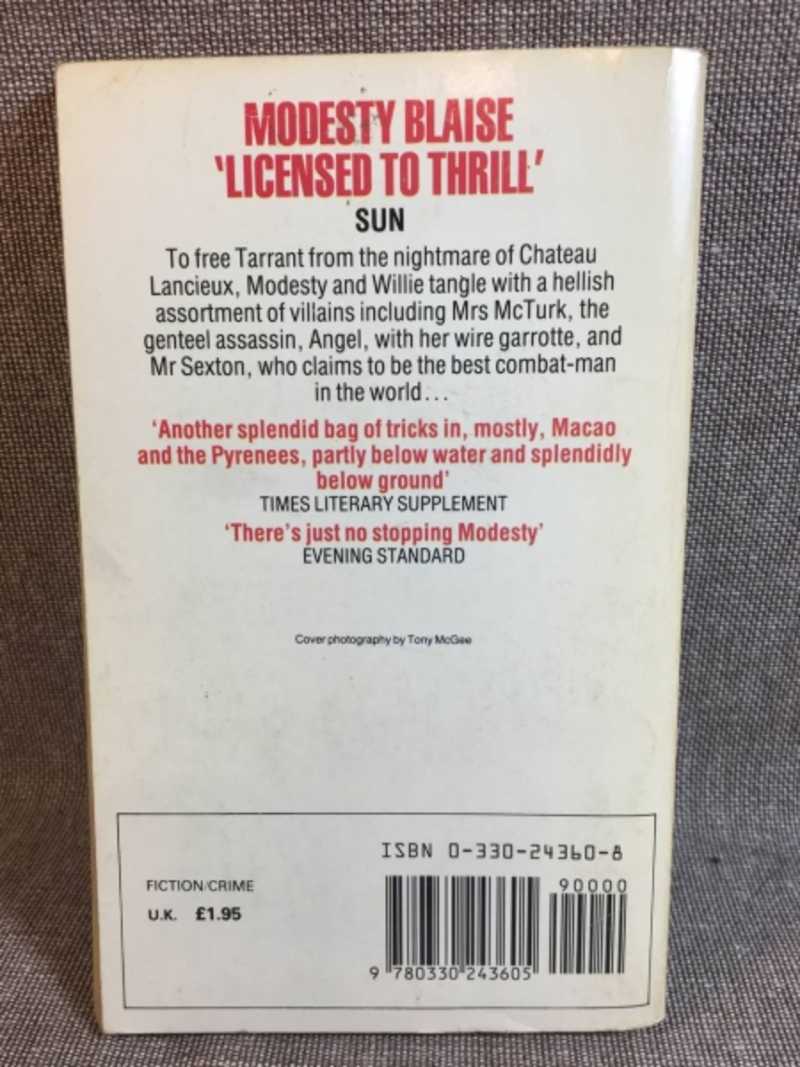 MODESTY BLAISE
'LICENSED TO THRILL'
SUN
To free Tarrant from the nightmare of Chateau
Lancieux, Modesty and Willie tangle with a hellish
assortment of villains including Mrs McTurk, the
genteel assassin, Angel, with her wire garrotte, and
Mr Sexton, who claims to be the best combat-man
in the world...
'Another splendid bag of tricks in, mostly, Macao
and the Pyrenees, partly below water and splendidly
below ground'
TIMES LITERARY SUPPLEMENT
'There's just no stopping Modesty'
EVENING STANDARD
Cover photography by Tony McGee
ISBN 0-330-24360-8
FICTION/CRIME
90000
U.K. £1.95
9 780330 243605